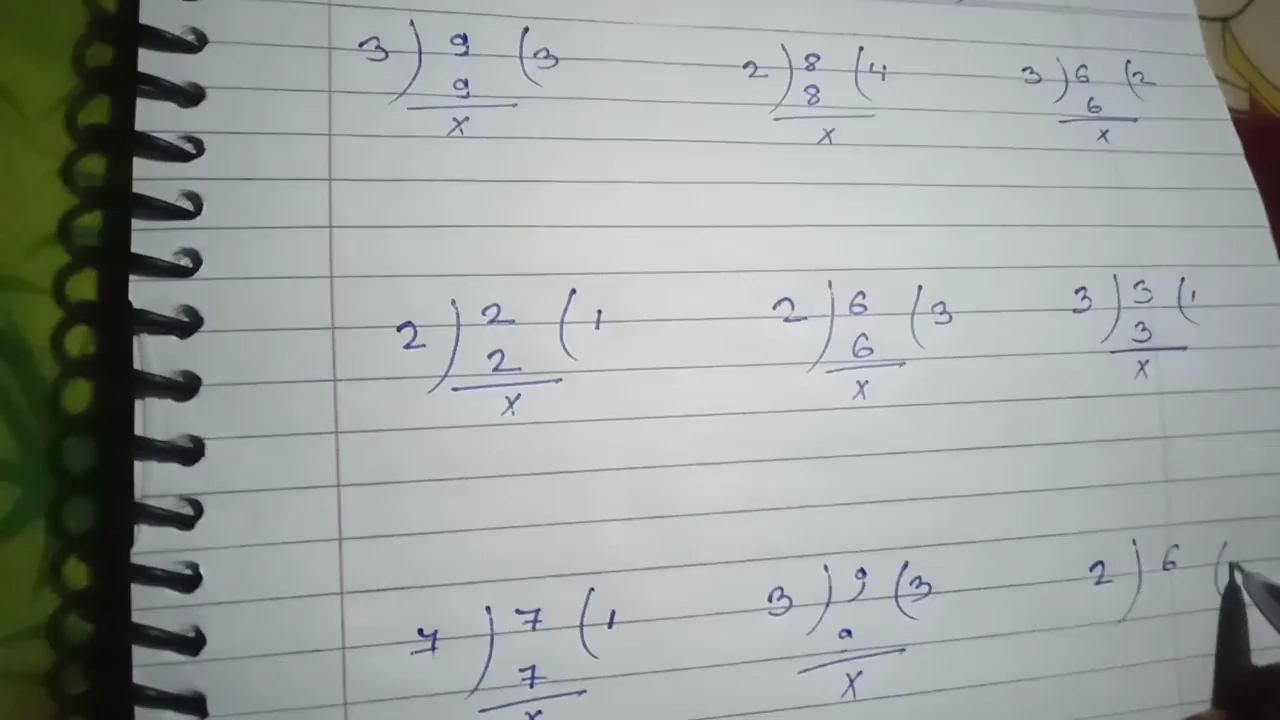 3 ) 9 ( 3 2 ) 8 ( 4 3 ) 6 ( 2
9 8 6
x x x
2 ) 2 ( 1 2 ) 6 ( 3 3 ) 3 ( 1
2 6 3
x x x
7 ) 7 ( 1 3 ) 9 ( 3 2 ) 6 (
7 9
x x